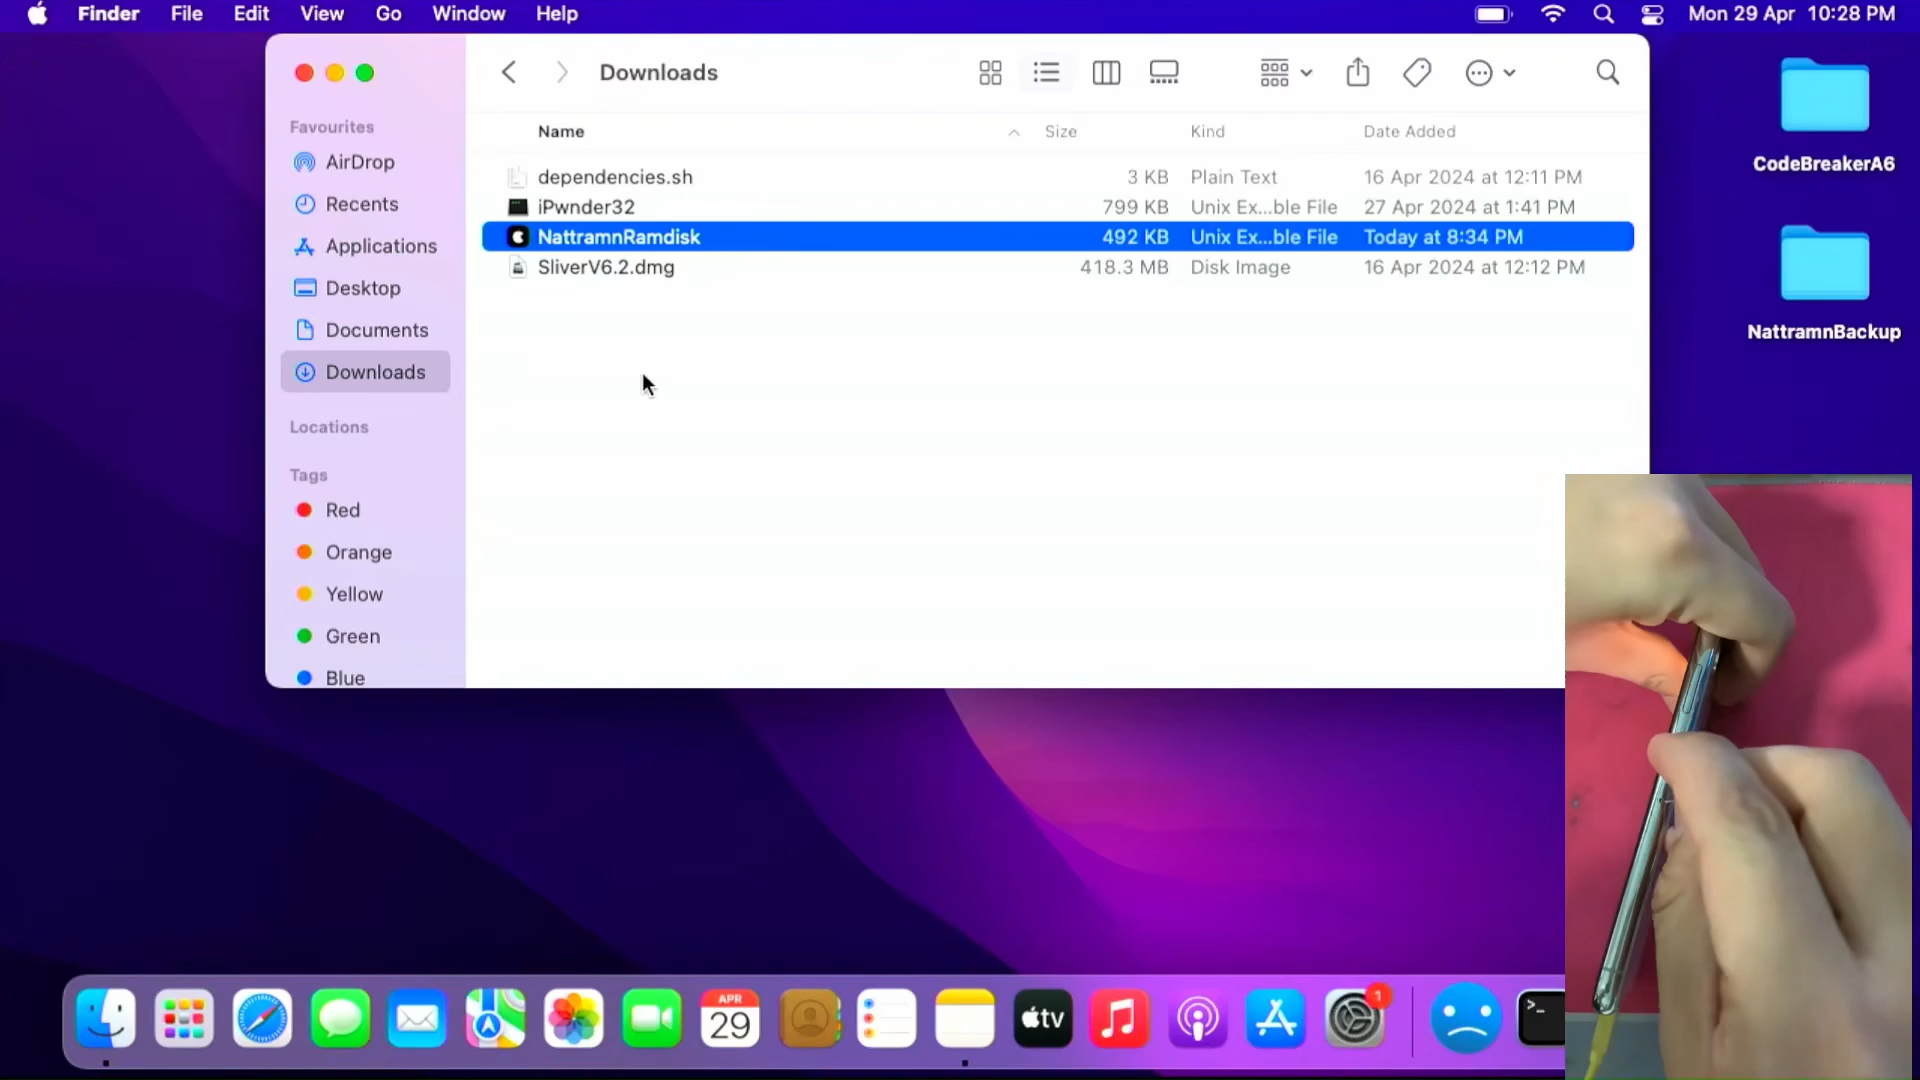 Finder File Edit View Go Window Help Mon 29 Apr 10:28 PM
Downloads
Favourites
AirDrop
Recents
Applications
Desktop
Documents
Downloads
Locations
Tags
Red
Orange
Yellow
Green
Blue
Name Size Kind Date Added
dependencies.sh 3 KB Plain Text 16 Apr 2024 at 12:11 PM
iPwnder32 799 KB Unix Ex...ble File 27 Apr 2024 at 1:41 PM
NattramnRamdisk 492 KB Unix Ex...ble File Today at 8:34 PM
SliverV6.2.dmg 418.3 MB Disk Image 16 Apr 2024 at 12:12 PM
CodeBreakerA6
NattramnBackup
APR
29
tv
1
>_